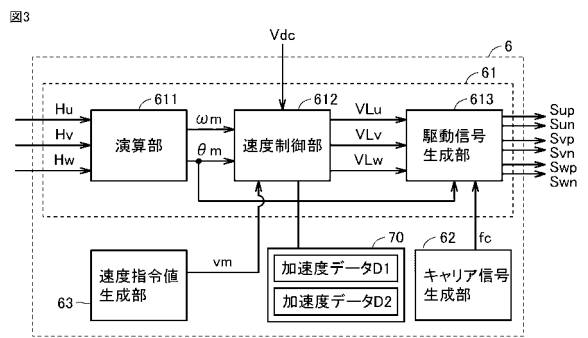 図3
Vdc
6
61
611
612
613
Hu
Hv
Hw
演算部
ωm
θm
速度制御部
VLu
VLv
VLw
駆動信号
生成部
Sup
Sun
Svp
Svn
Swp
Swn
63
速度指令値
生成部
vm
70
加速度データD1
加速度データD2
62
fc
キャリア信号
生成部